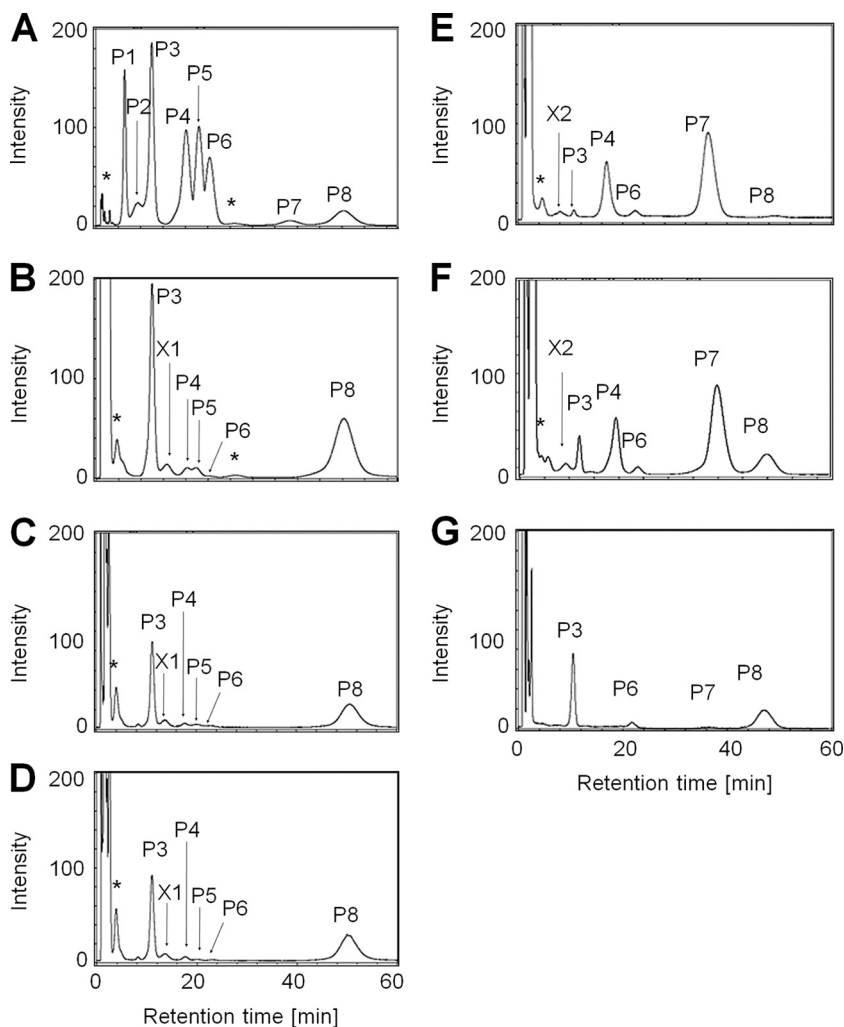 A
200
100
0
Intensity
*
P1
P2
P3
P4
P5
P6
*
P7
P8
B
200
100
0
Intensity
*
P3
X1
P4
P5
P6
*
P8
C
200
100
0
Intensity
*
P3
X1
P4
P5
P6
P8
D
200
100
0
Intensity
*
P3
X1
P4
P5
P6
P8
0 20 40 60
Retention time [min]
E
200
100
0
Intensity
*
X2
P3
P4
P6
P7
P8
F
200
100
0
Intensity
*
X2
P3
P4
P6
P7
P8
G
200
100
0
Intensity
P3
P6
P7
P8
0 20 40 60
Retention time [min]